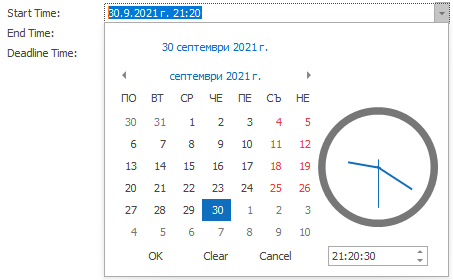 Start Time: 30.9.2021 г. 21:20
End Time:
Deadline Time:
30 септември 2021 г.
септември 2021 г.
ПО ВТ СР ЧЕ ПЕ СЪ НЕ
30 31 1 2 3 4 5
6 7 8 9 10 11 12
13 14 15 16 17 18 19
20 21 22 23 24 25 26
27 28 29 30 1 2 3
4 5 6 7 8 9 10
OK Clear Cancel 21:20:30